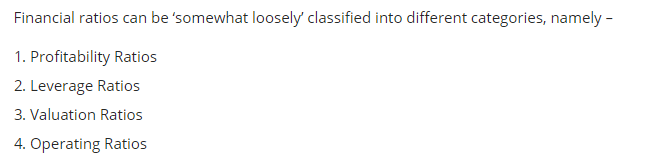 Financial ratios can be ‘somewhat loosely’ classified into different categories, namely –
1. Profitability Ratios
2. Leverage Ratios
3. Valuation Ratios
4. Operating Ratios